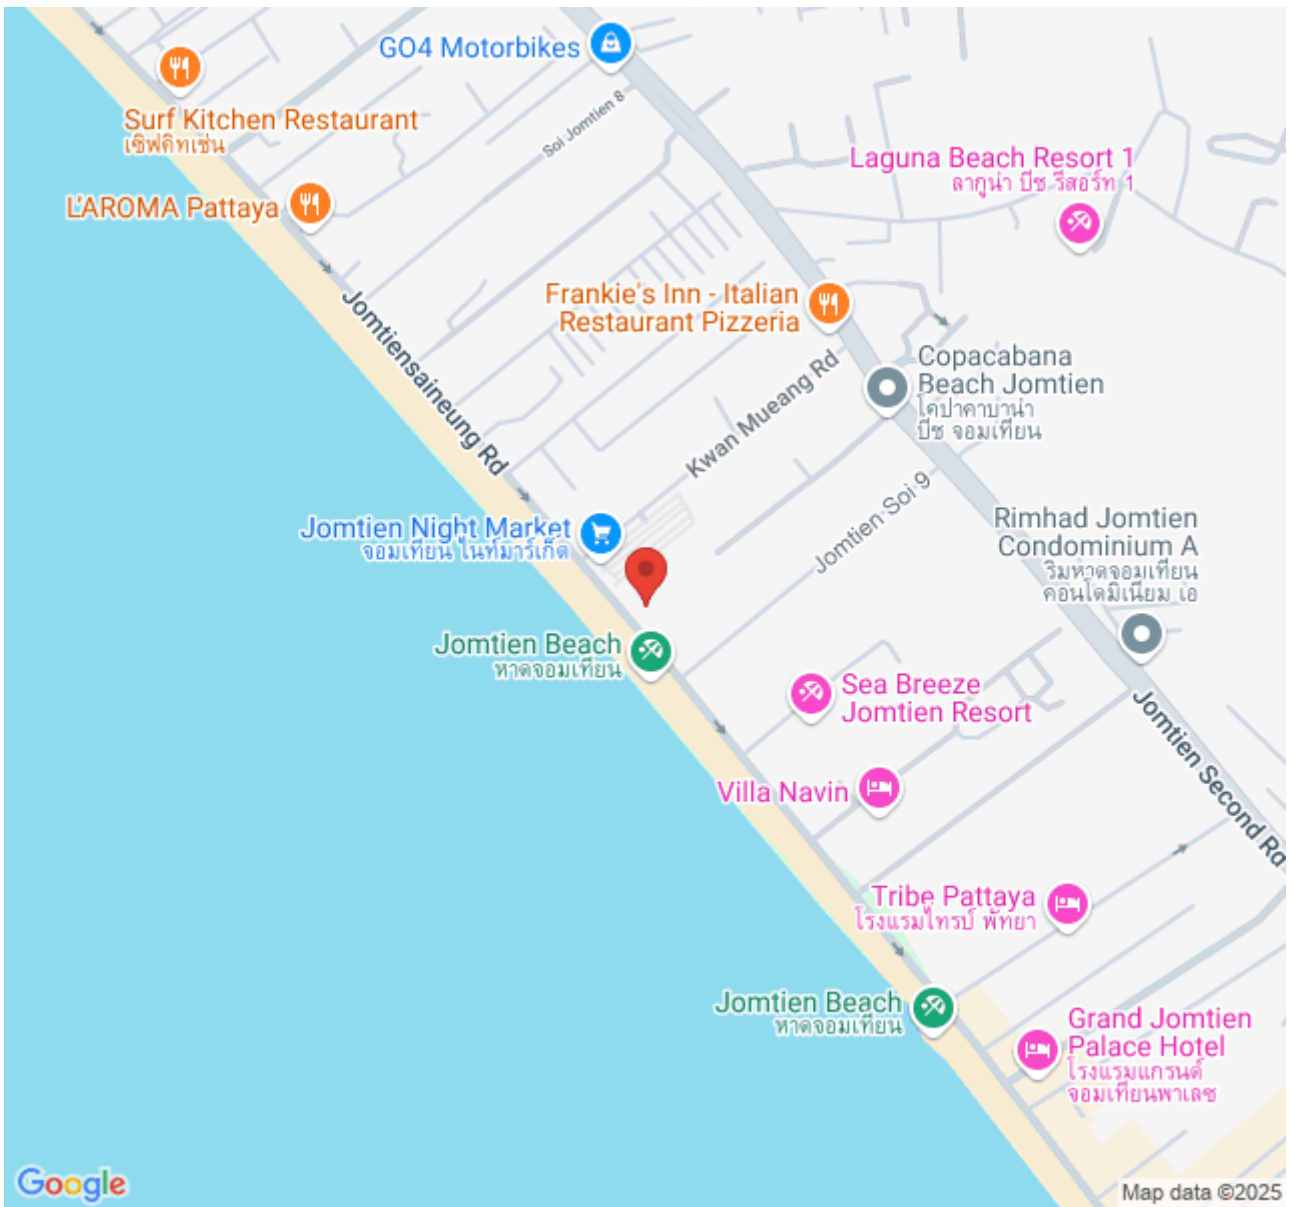 GO4 Motorbikes
Surf Kitchen Restaurant
เซิฟคิทเช่น
Soi Jomtien 8
Laguna Beach Resort 1
ลากูน่า บีช รีสอร์ท 1
L'AROMA Pattaya
Frankie's Inn - Italian
Restaurant Pizzeria
Jomtiensaineung Rd
Copacabana
Beach Jomtien
โคปาคาบาน่า
บีช จอมเทียน
Kwan Mueang Rd
Jomtien Soi 9
Jomtien Night Market
จอมเทียน ไนท์มาร์เก็ต
Rimhad Jomtien
Condominium A
ริมหาดจอมเทียน
คอนโดมิเนียม เอ
Jomtien Beach
หาดจอมเทียน
Sea Breeze
Jomtien Resort
Jomtien Second Rd
Villa Navin
Tribe Pattaya
โรงแรมไทรบ์ พัทยา
Jomtien Beach
หาดจอมเทียน
Grand Jomtien
Palace Hotel
โรงแรมแกรนด์
จอมเทียนพาเลซ
Google
Map data ©2025